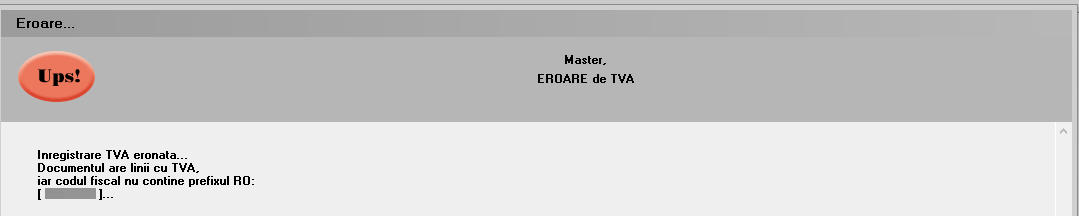 Eroare...
Ups!
Master,
EROARE de TVA
Inregistrare TVA eronata...
Documentul are linii cu TVA,
iar codul fiscal nu contine prefixul RO:
[ ]...